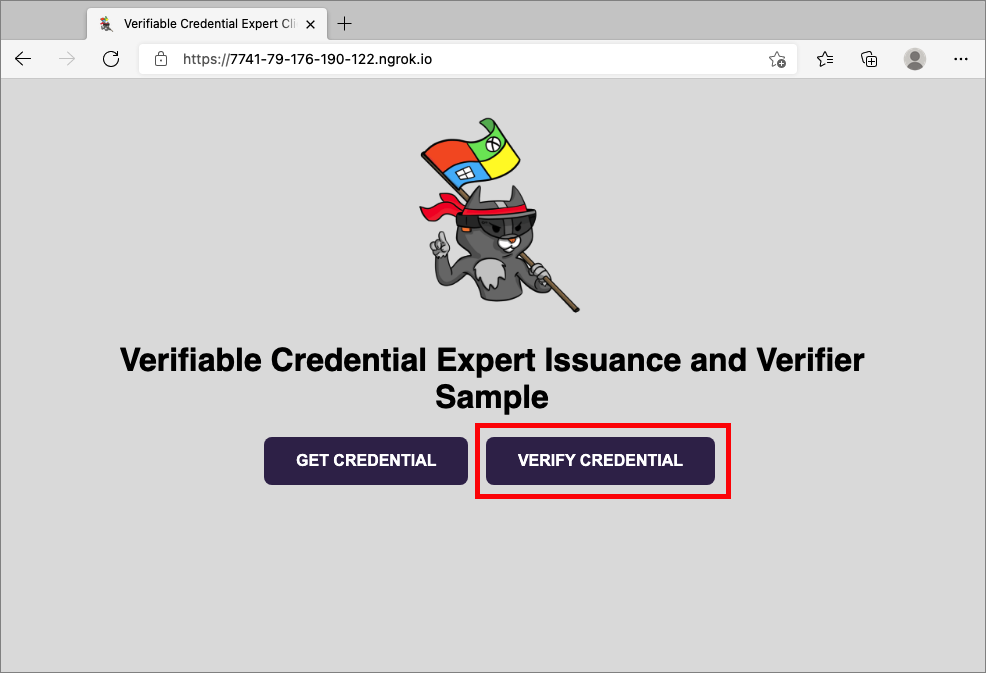 Verifiable Credential Expert Cli
https://7741-79-176-190-122.ngrok.io
Verifiable Credential Expert Issuance and Verifier
Sample
GET CREDENTIAL
VERIFY CREDENTIAL